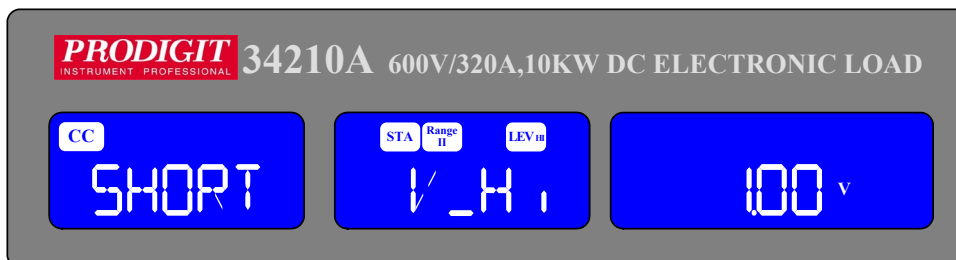 PRODIGIT
INSTRUMENT PROFESSIONAL
34210A 600V/320A,10KW DC ELECTRONIC LOAD
CC
STA Range II LEV HI
SHORT V_Hi 1.00 V